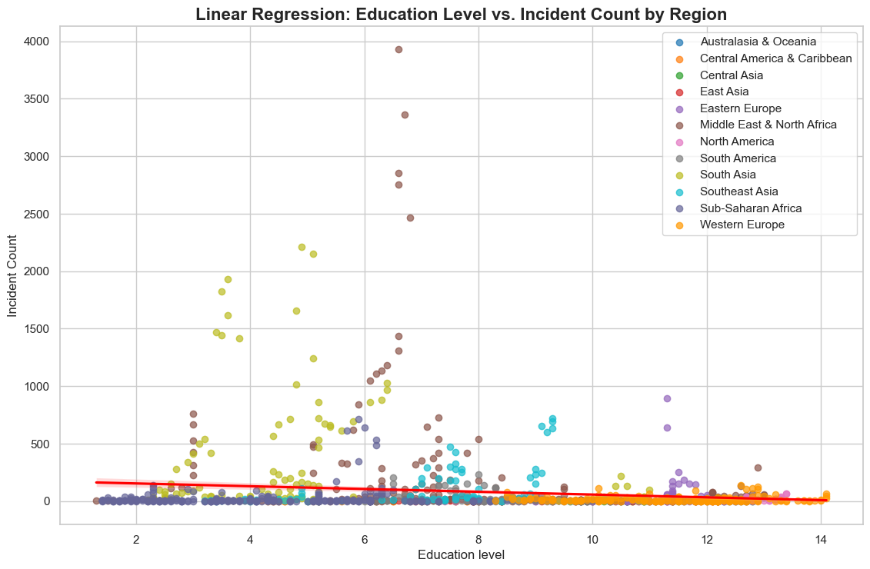 Linear Regression: Education Level vs. Incident Count by Region
4000
3500
3000
2500
2000
1500
1000
500
0
Incident Count
Australasia & Oceania
Central America & Caribbean
Central Asia
East Asia
Eastern Europe
Middle East & North Africa
North America
South America
South Asia
Southeast Asia
Sub-Saharan Africa
Western Europe
2 4 6 8 10 12 14
Education level